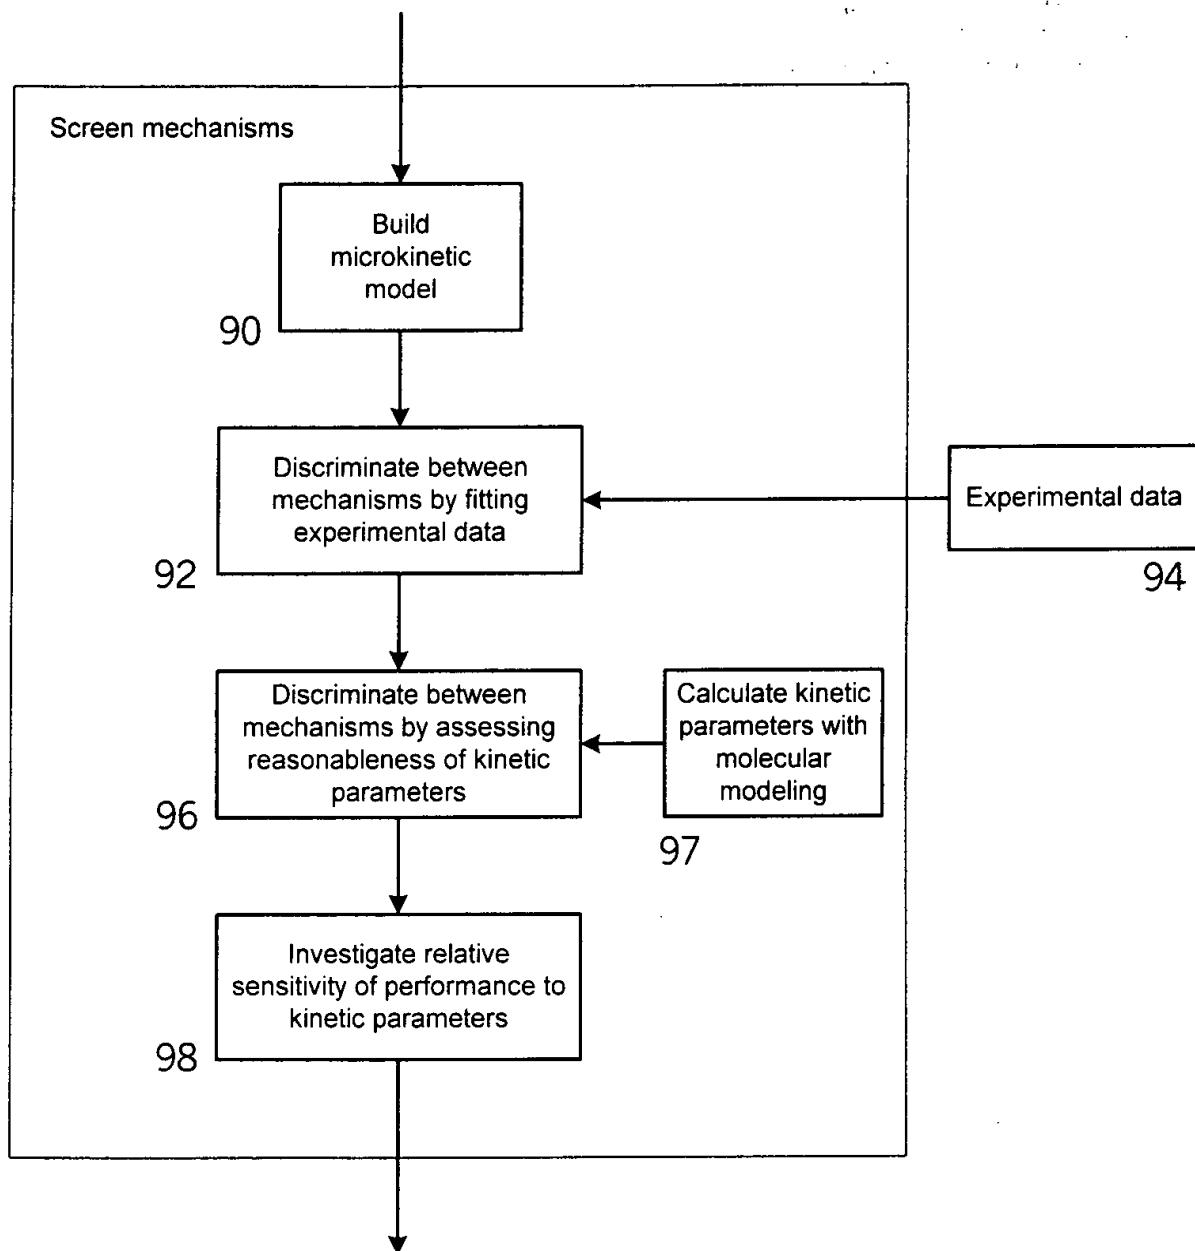 Screen mechanisms
Build
microkinetic
model
90
Discriminate between
mechanisms by fitting
experimental data
92
Experimental data
94
Discriminate between
mechanisms by assessing
reasonableness of kinetic
parameters
96
Calculate kinetic
parameters with
molecular
modeling
97
Investigate relative
sensitivity of performance to
kinetic parameters
98